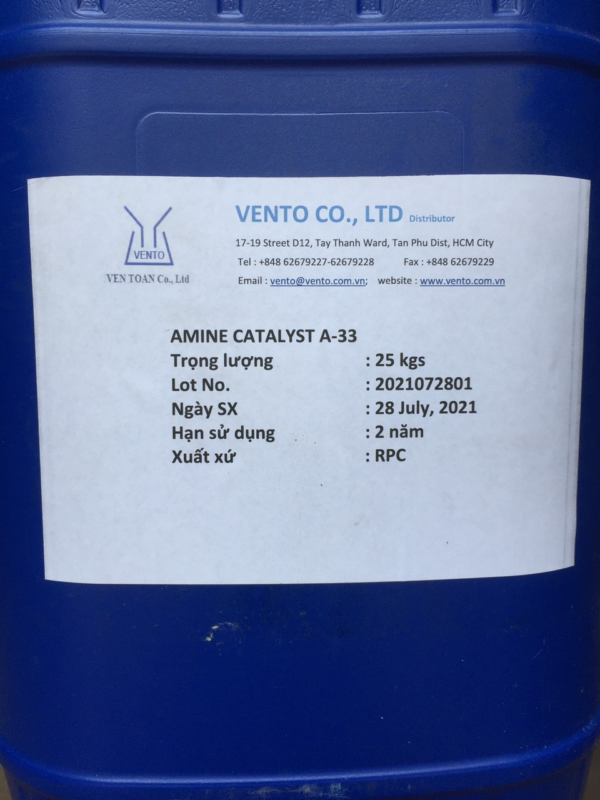 VENTO
VEN TOAN Co., Ltd
VENTO CO., LTD Distributor
17-19 Street D12, Tay Thanh Ward, Tan Phu Dist, HCM City
Tel : +848 62679227-62679228 Fax : +848 62679229
Email : vento@vento.com.vn; website : www.vento.com.vn
AMINE CATALYST A-33
Trọng lượng : 25 kgs
Lot No. : 2021072801
Ngày SX : 28 July, 2021
Hạn sử dụng : 2 năm
Xuất xứ : RPC